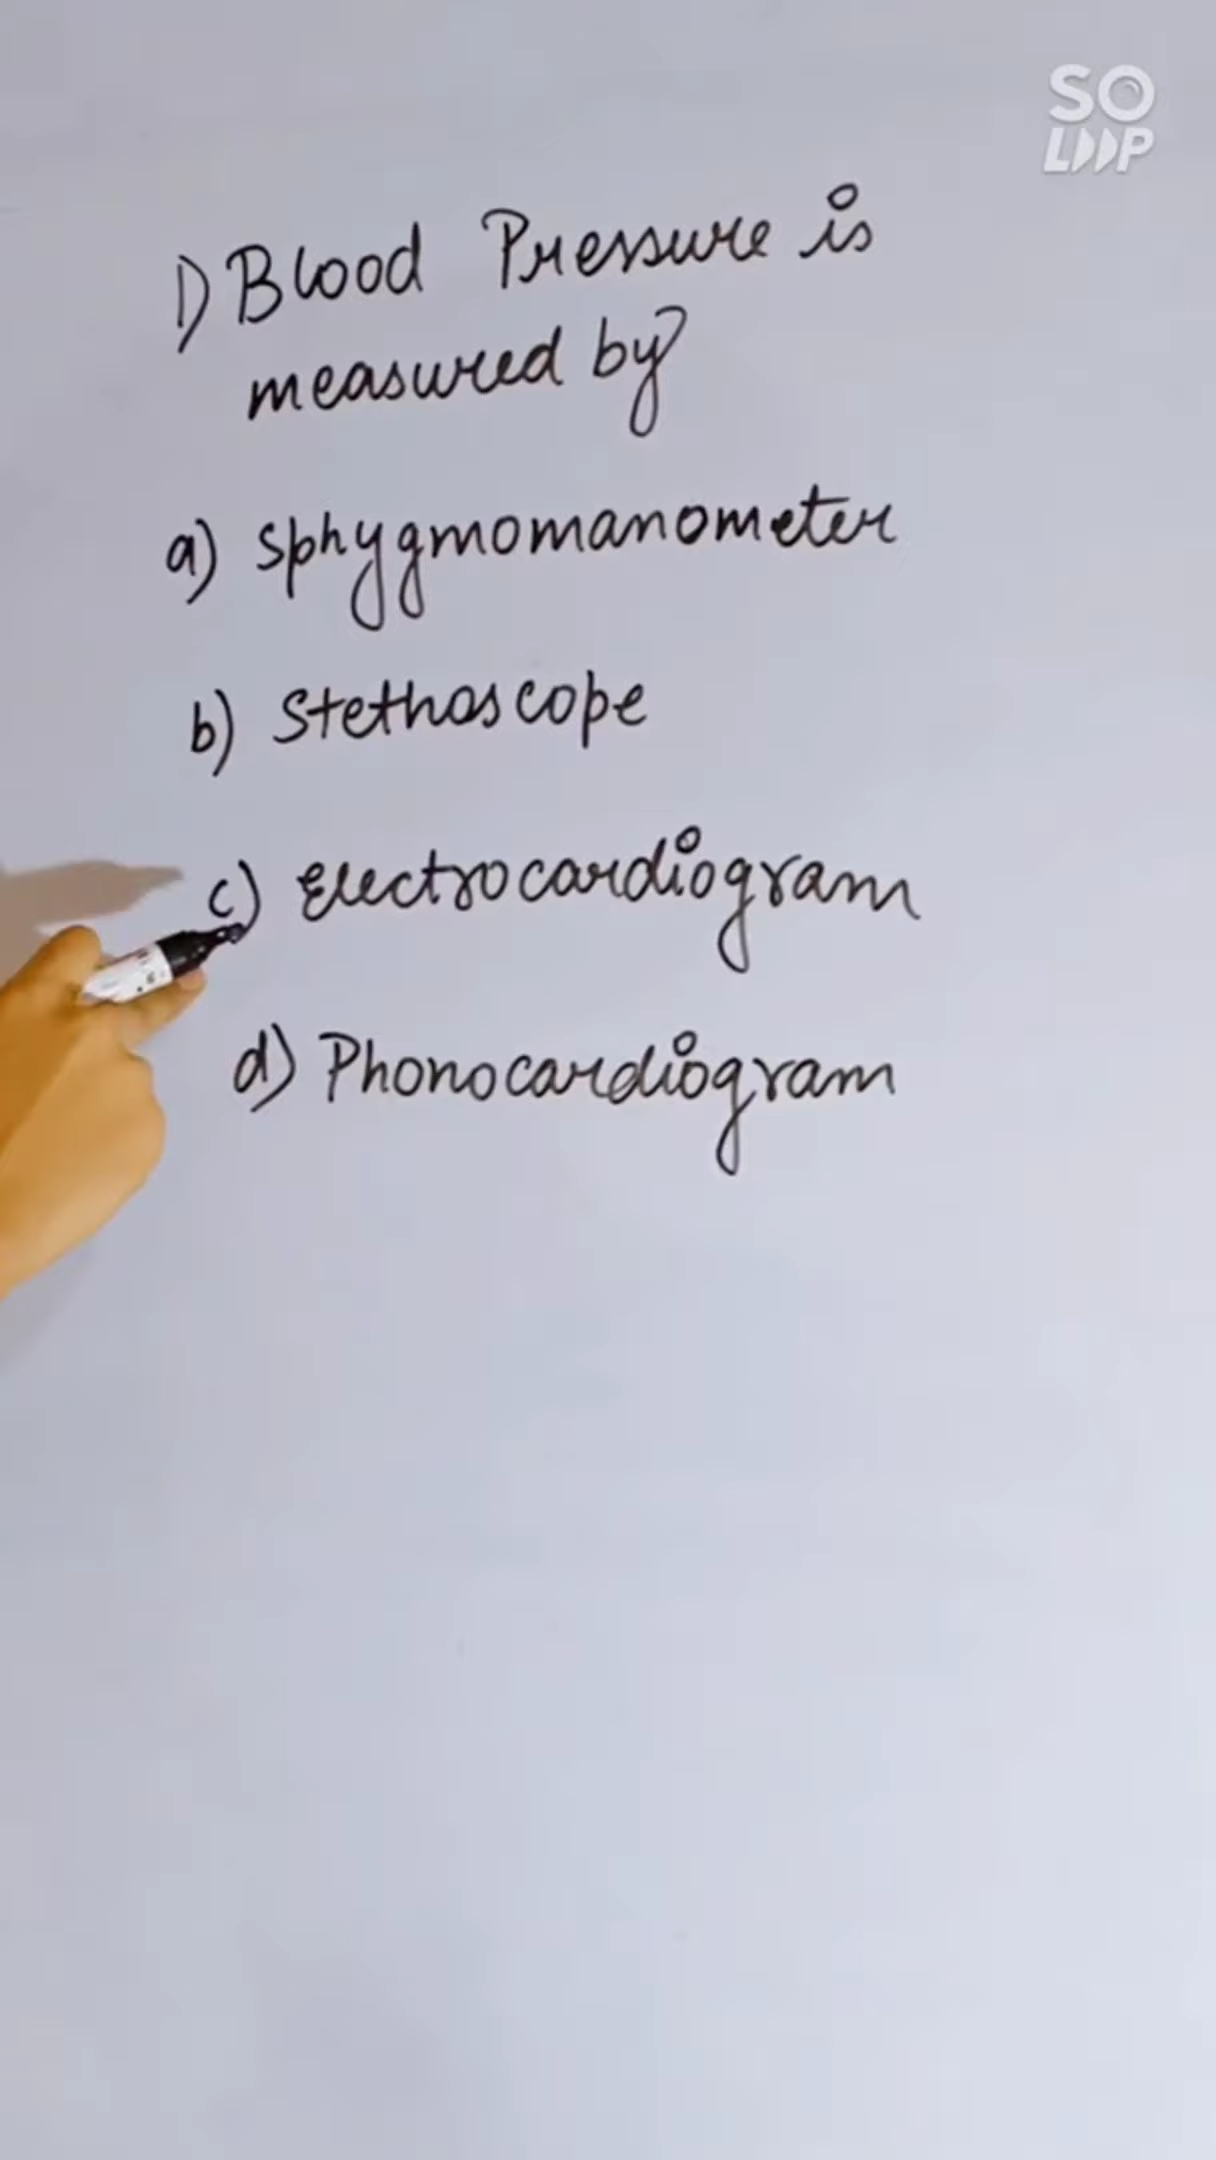 SO
LOOP
1) Blood Pressure is
measured by
a) Sphygmomanometer
b) Stethoscope
c) Electrocardiogram
d) Phonocardiogram